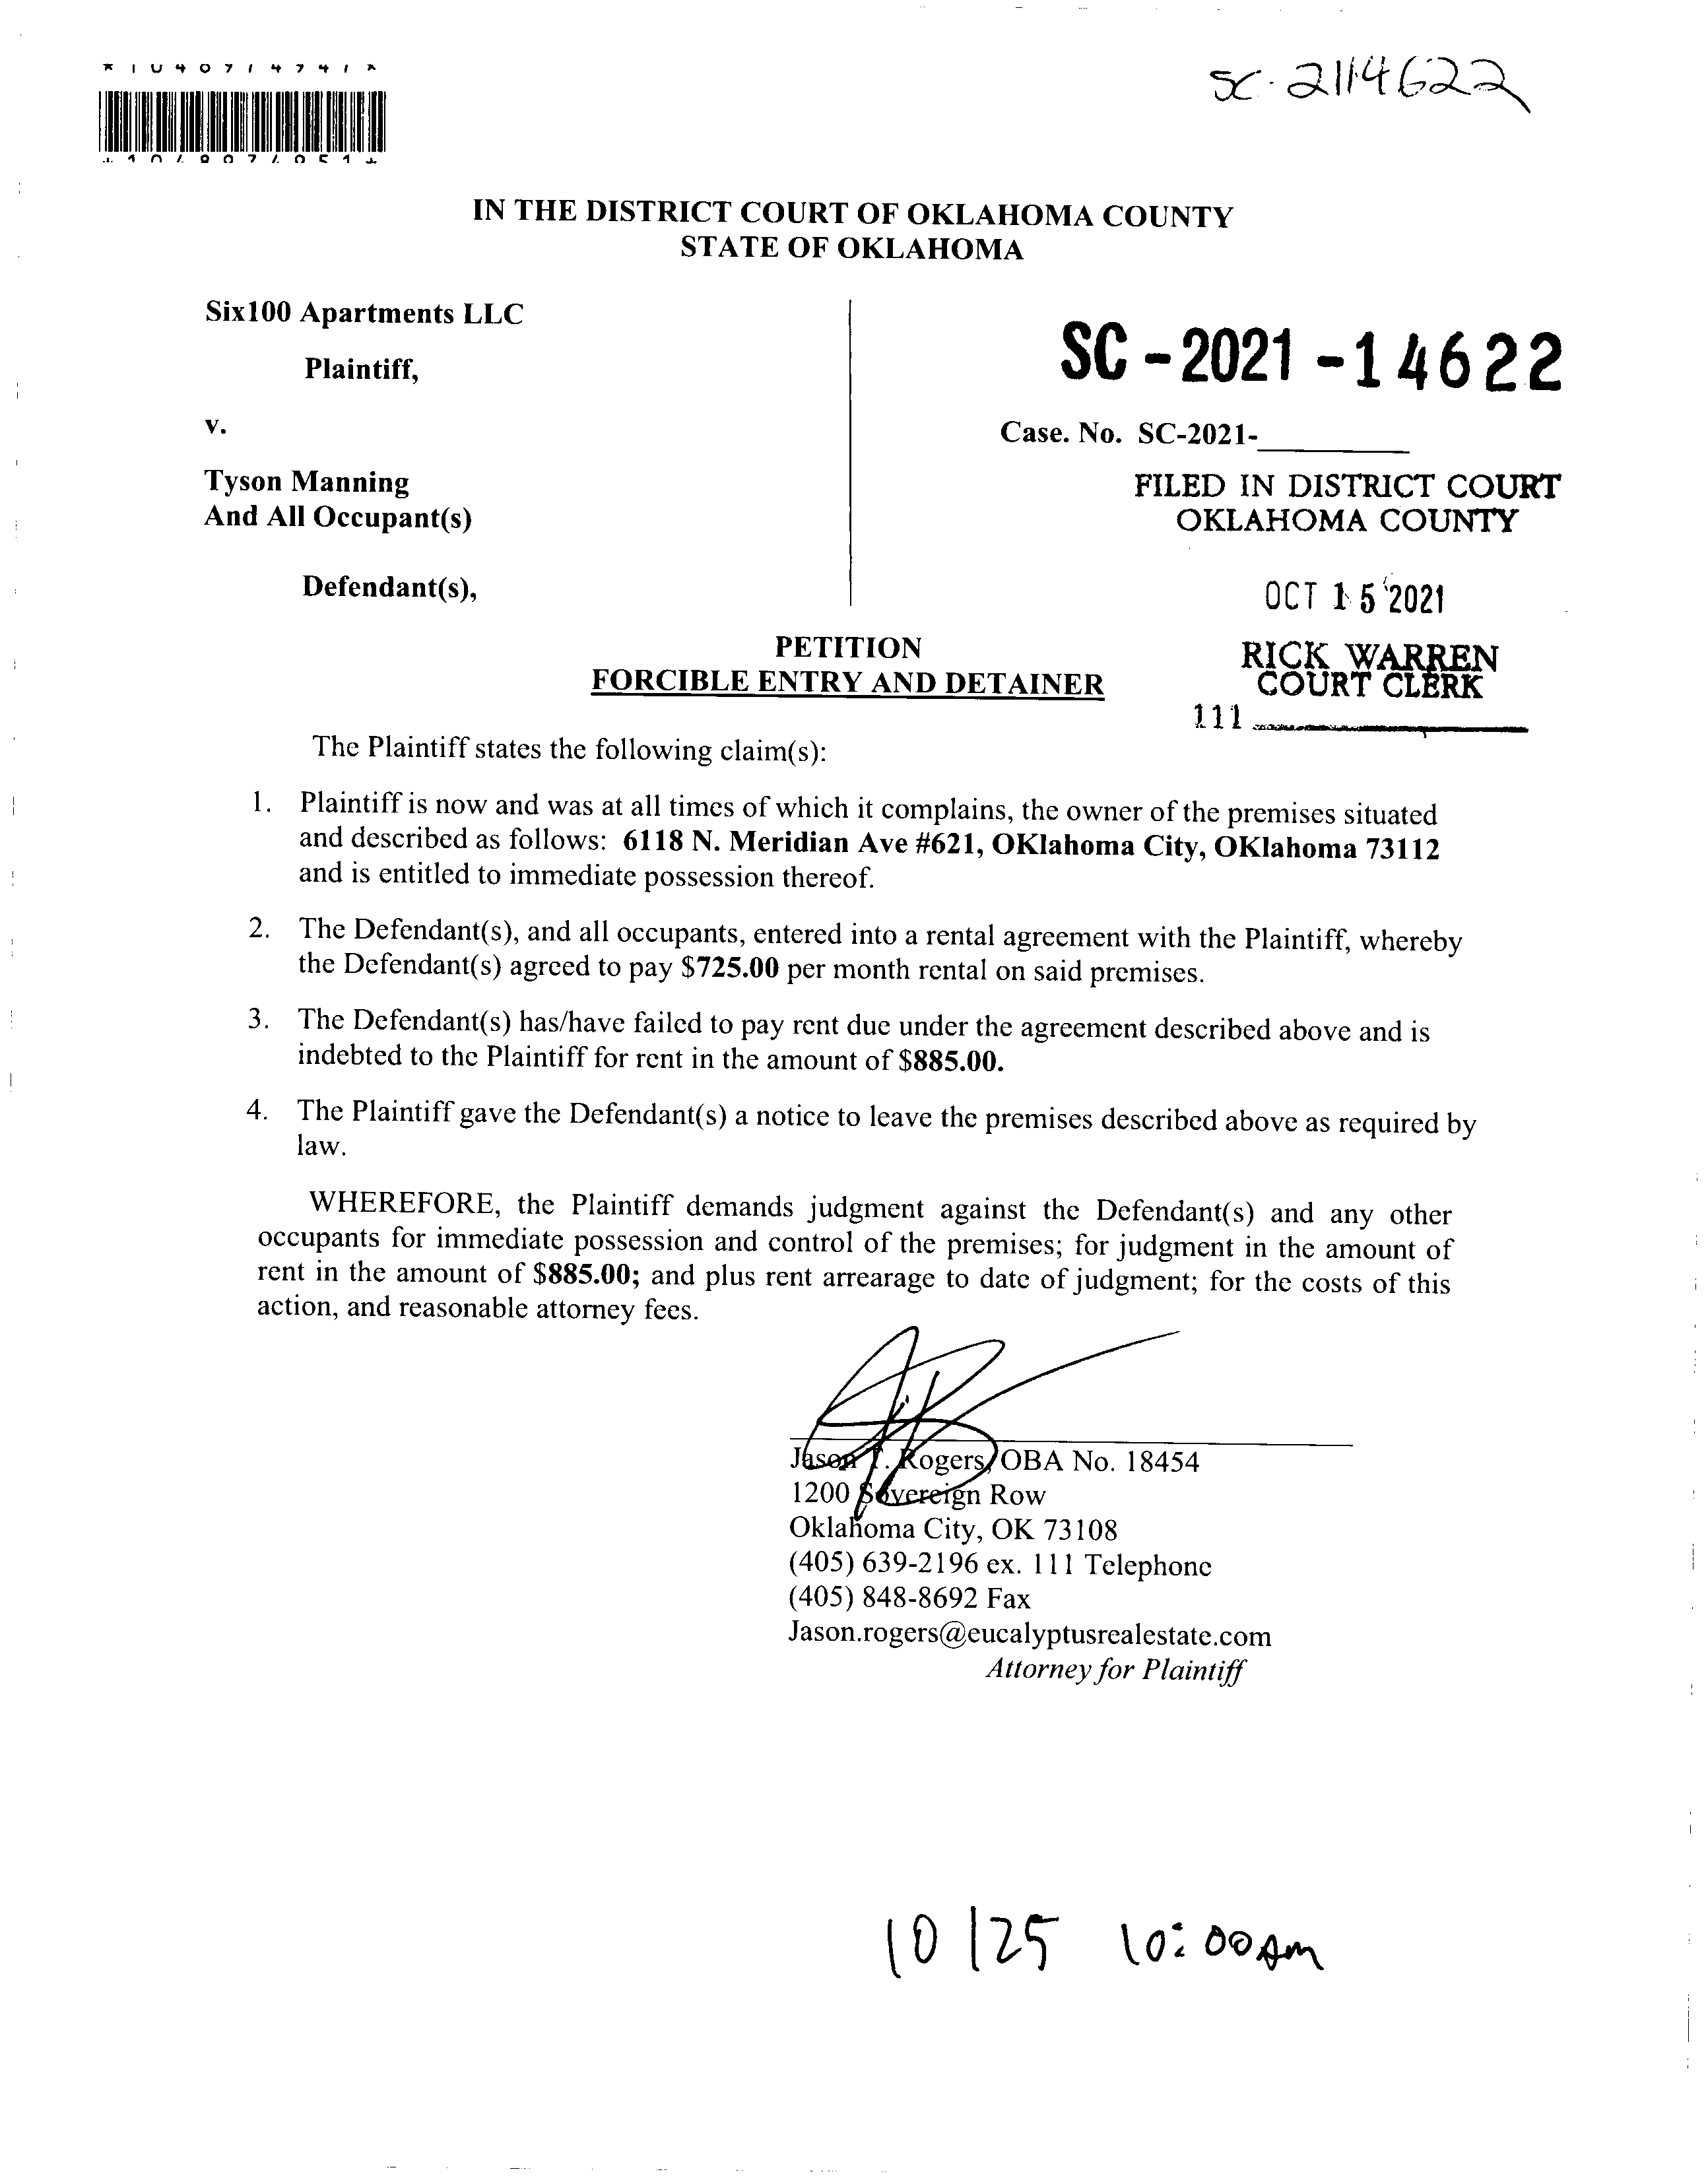 SC-2114622
IN THE DISTRICT COURT OF OKLAHOMA COUNTY
STATE OF OKLAHOMA
Six100 Apartments LLC
Plaintiff,
v.
Tyson Manning
And All Occupant(s)
Defendant(s),
SC-2021-14622
Case. No. SC-2021-________
FILED IN DISTRICT COURT
OKLAHOMA COUNTY
OCT 15 2021
RICK WARREN
COURT CLERK
111
PETITION
FORCIBLE ENTRY AND DETAINER
The Plaintiff states the following claim(s):
1. Plaintiff is now and was at all times of which it complains, the owner of the premises situated
and described as follows: 6118 N. Meridian Ave #621, OKlahoma City, OKlahoma 73112
and is entitled to immediate possession thereof.
2. The Defendant(s), and all occupants, entered into a rental agreement with the Plaintiff, whereby
the Defendant(s) agreed to pay $725.00 per month rental on said premises.
3. The Defendant(s) has/have failed to pay rent due under the agreement described above and is
indebted to the Plaintiff for rent in the amount of $885.00.
4. The Plaintiff gave the Defendant(s) a notice to leave the premises described above as required by
law.
WHEREFORE, the Plaintiff demands judgment against the Defendant(s) and any other
occupants for immediate possession and control of the premises; for judgment in the amount of
rent in the amount of $885.00; and plus rent arrearage to date of judgment; for the costs of this
action, and reasonable attorney fees.
Jason T. Rogers, OBA No. 18454
1200 Sovereign Row
Oklahoma City, OK 73108
(405) 639-2196 ex. 111 Telephone
(405) 848-8692 Fax
Jason.rogers@eucalyptusrealestate.com
Attorney for Plaintiff
10/25 10:00am